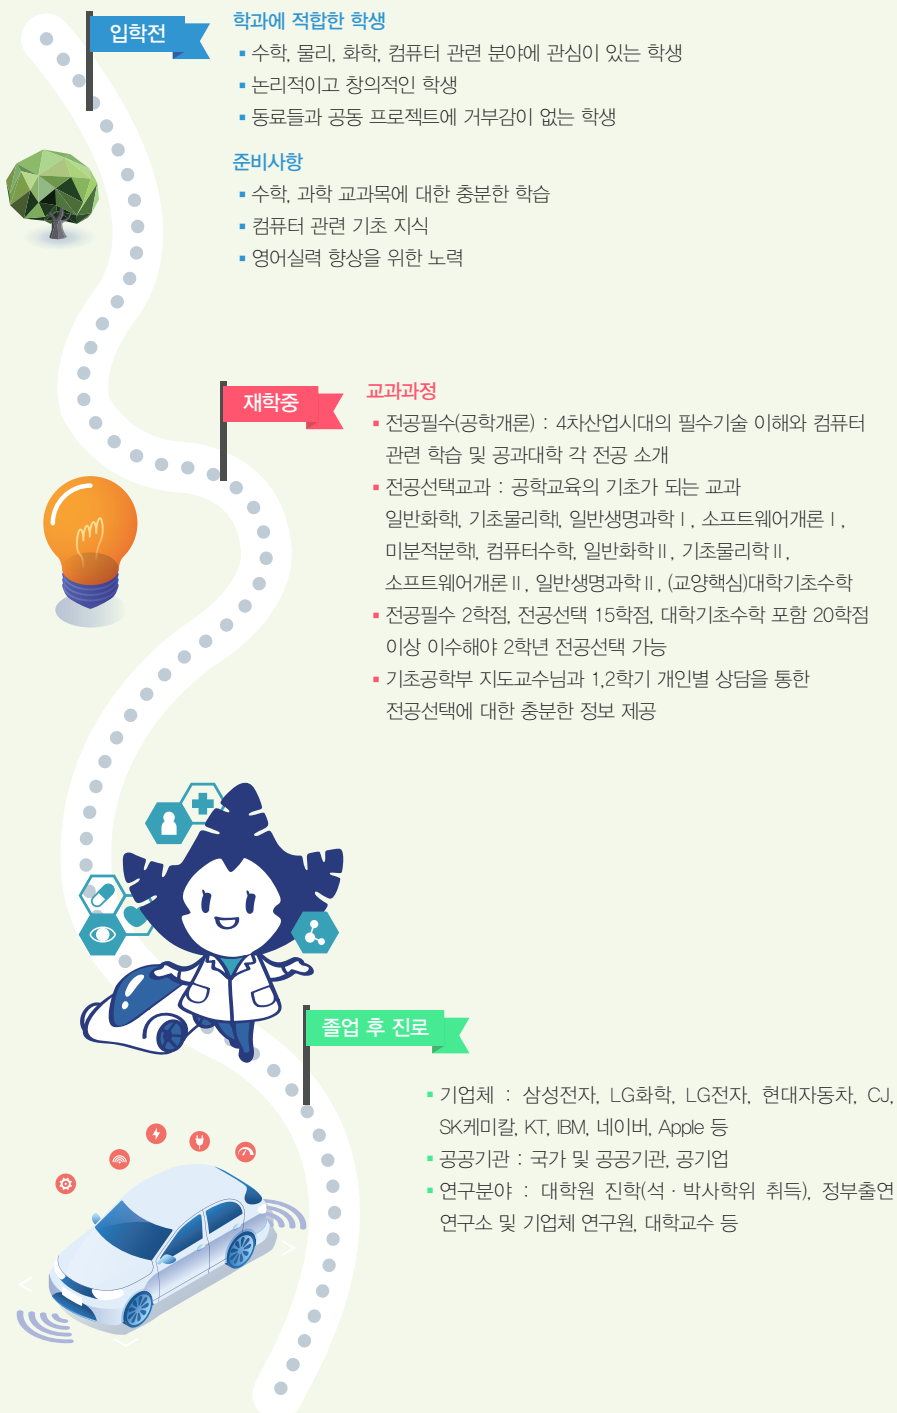 입학전
학과에 적합한 학생
▪ 수학, 물리, 화학, 컴퓨터 관련 분야에 관심이 있는 학생
▪ 논리적이고 창의적인 학생
▪ 동료들과 공동 프로젝트에 거부감이 없는 학생
준비사항
▪ 수학, 과학 교과목에 대한 충분한 학습
▪ 컴퓨터 관련 기초 지식
▪ 영어실력 향상을 위한 노력
재학중
교과과정
▪ 전공필수(공학개론) : 4차산업시대의 필수기술 이해와 컴퓨터
관련 학습 및 공과대학 각 전공 소개
▪ 전공선택교과 : 공학교육의 기초가 되는 교과
일반화학Ⅰ, 기초물리학Ⅰ, 일반생명과학Ⅰ, 소프트웨어개론Ⅰ,
미분적분학Ⅰ, 컴퓨터수학, 일반화학Ⅱ, 기초물리학Ⅱ,
소프트웨어개론Ⅱ, 일반생명과학Ⅱ, (교양핵심)대학기초수학
▪ 전공필수 2학점, 전공선택 15학점, 대학기초수학 포함 20학점
이상 이수해야 2학년 전공선택 가능
▪ 기초공학부 지도교수님과 1,2학기 개인별 상담을 통한
전공선택에 대한 충분한 정보 제공
졸업 후 진로
▪ 기업체 : 삼성전자, LG화학, LG전자, 현대자동차, CJ,
SK케미칼, KT, IBM, 네이버, Apple 등
▪ 공공기관 : 국가 및 공공기관, 공기업
▪ 연구분야 : 대학원 진학(석·박사학위 취득), 정부출연
연구소 및 기업체 연구원, 대학교수 등